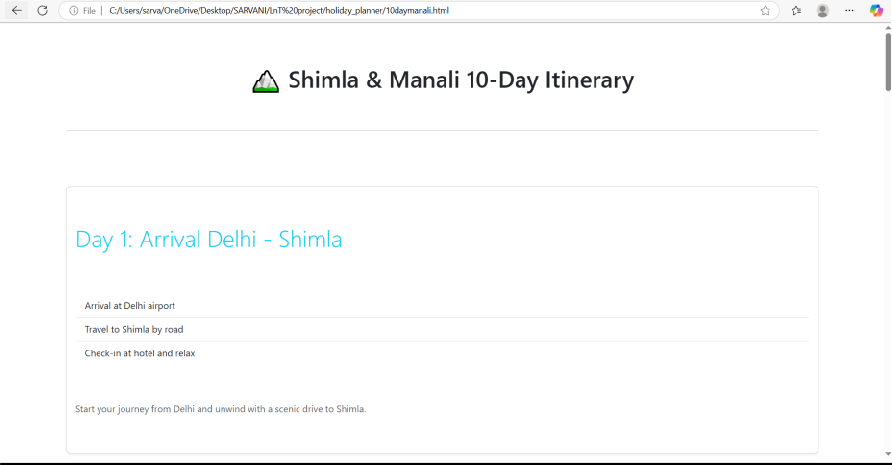 File
C:/Users/sarva/OneDrive/Desktop/SARVANI/LnT%20project/holiday_planner/10daymanali.html
Shimla & Manali 10-Day Itinerary
Day 1: Arrival Delhi - Shimla
Arrival at Delhi airport
Travel to Shimla by road
Check-in at hotel and relax
Start your journey from Delhi and unwind with a scenic drive to Shimla.